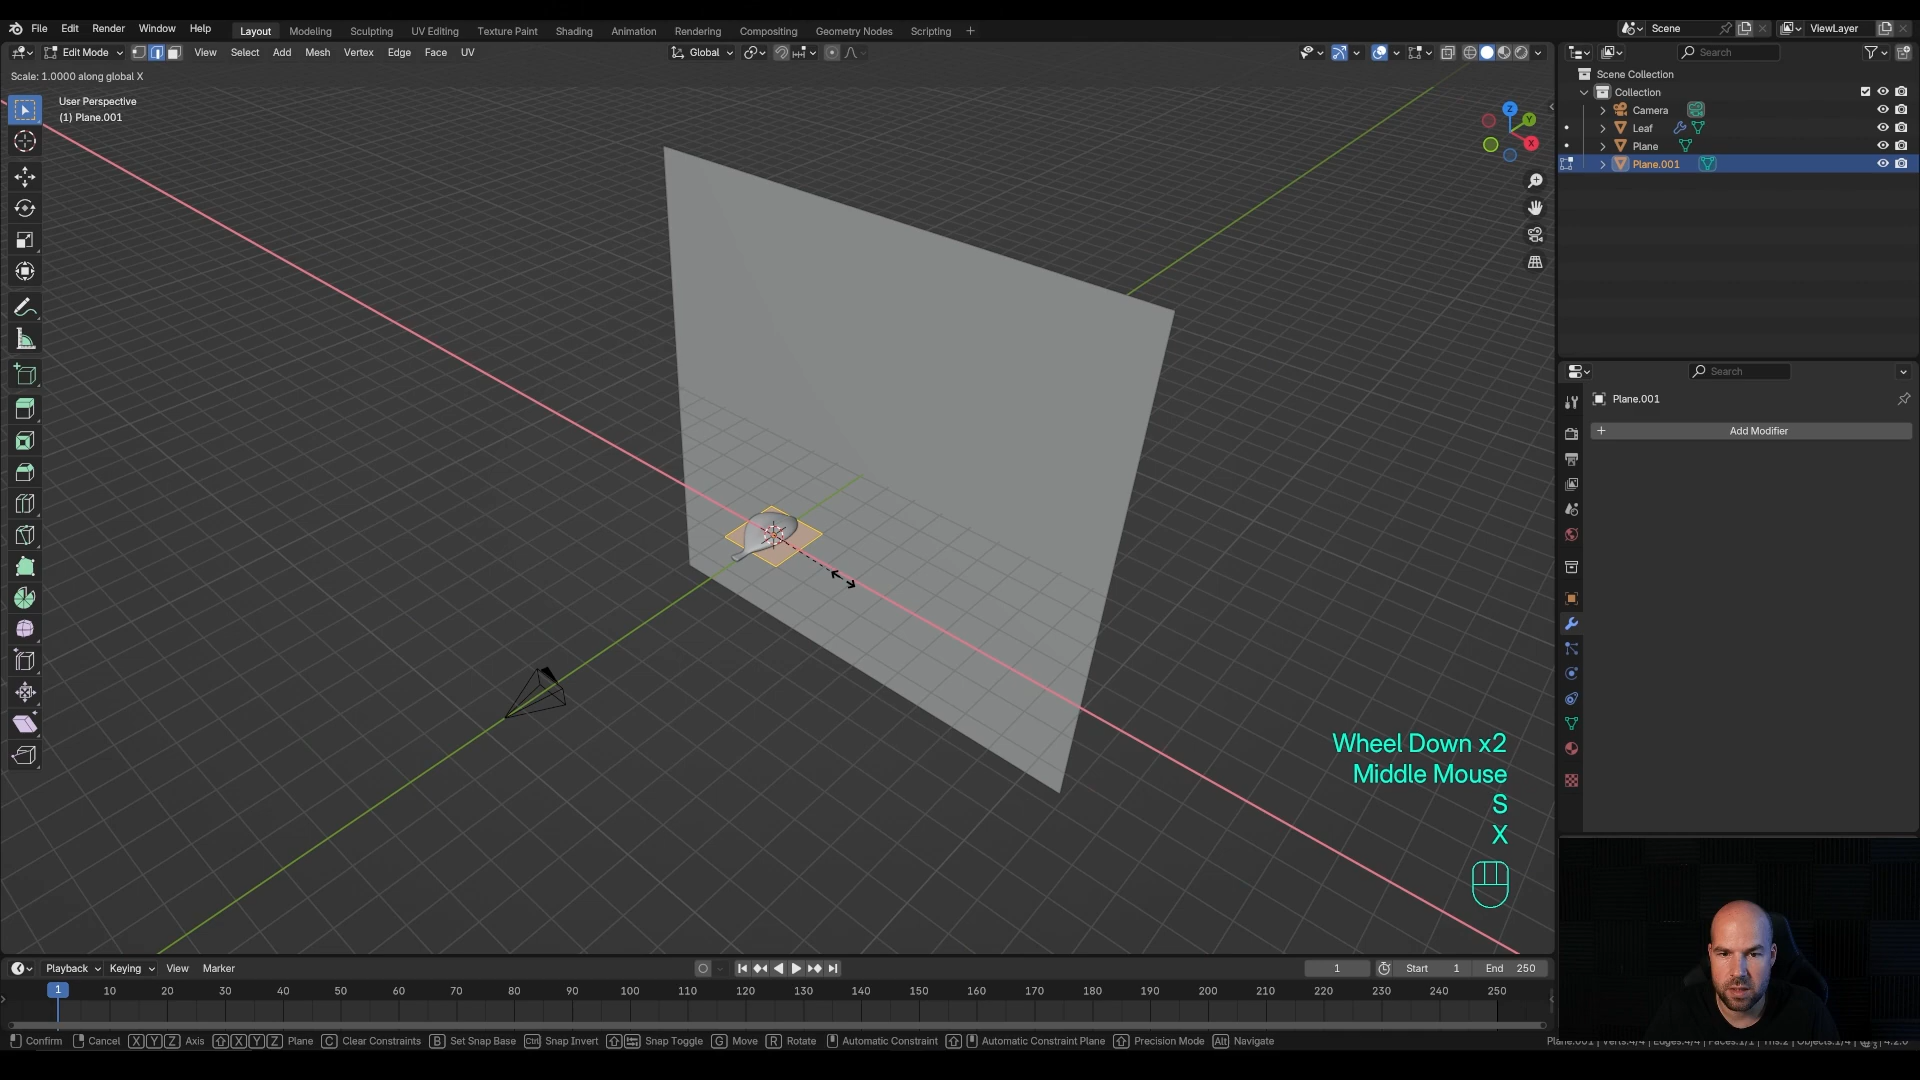 File Edit Render Window Help
Layout Modeling Sculpting UV Editing Texture Paint Shading Animation Rendering Compositing Geometry Nodes Scripting +
Scene
ViewLayer
Edit Mode View Select Add Mesh Vertex Edge Face UV
Global
Search
Scale: 1.0000 along global X
User Perspective
(1) Plane.001
Z
Y
X
Scene Collection
Collection
Camera
Leaf
Plane
Plane.001
Search
Plane.001
+ Add Modifier
Wheel Down x2
Middle Mouse
S
X
Playback Keying View Marker
1
Start 1
End 250
1 10 20 30 40 50 60 70 80 90 100 110 120 130 140 150 160 170 180 190 200 210 220 230 240 250
Confirm Cancel X Y Z Axis X Y Z Plane C Clear Constraints B Set Snap Base Ctrl Snap Invert Snap Toggle G Move R Rotate Automatic Constraint Automatic Constraint Plane Precision Mode Alt Navigate